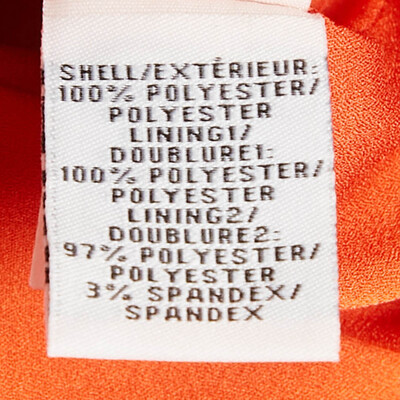 SHELL/EXTÉRIEUR:
100% POLYESTER/
POLYESTER
LINING1/
DOUBLURE1:
100% POLYESTER/
POLYESTER
LINING2/
DOUBLURE2:
97% POLYESTER/
POLYESTER
3% SPANDEX/
SPANDEX